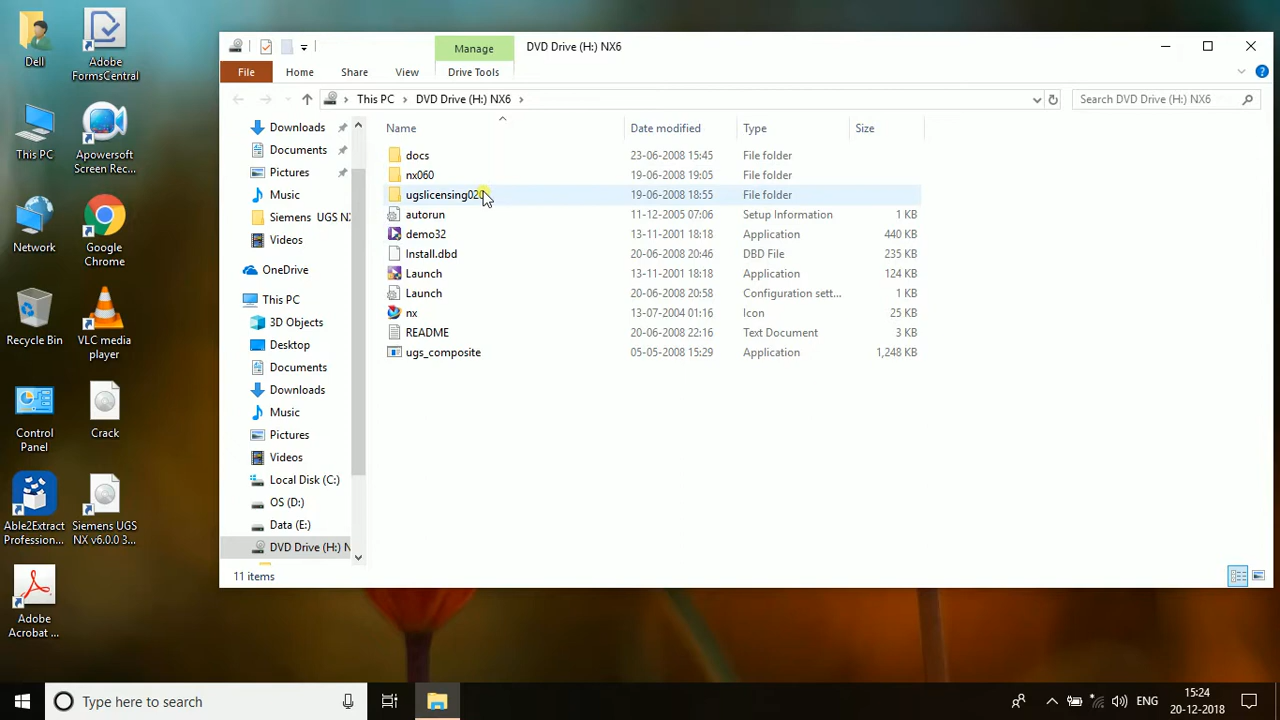 Dell
Adobe
FormsCentral
This PC
Apowersoft
Screen Rec...
Network
Google
Chrome
Recycle Bin
VLC media
player
Control
Panel
Crack
Able2Extract
Profession...
Siemens UGS
NX v6.0.0 3...
Adobe
Acrobat ...
Manage
DVD Drive (H:) NX6
File
Home
Share
View
Drive Tools
This PC
DVD Drive (H:) NX6
Search DVD Drive (H:) NX6
Downloads
Documents
Pictures
Music
Siemens UGS N
Videos
OneDrive
This PC
3D Objects
Desktop
Documents
Downloads
Music
Pictures
Videos
Local Disk (C:)
OS (D:)
Data (E:)
DVD Drive (H:) N
Name Date modified Type Size
docs 23-06-2008 15:45 File folder
nx060 19-06-2008 19:05 File folder
ugslicensing020 19-06-2008 18:55 File folder
autorun 11-12-2005 07:06 Setup Information 1 KB
demo32 13-11-2001 18:18 Application 440 KB
Install.dbd 20-06-2008 20:46 DBD File 235 KB
Launch 13-11-2001 18:18 Application 124 KB
Launch 20-06-2008 20:58 Configuration sett... 1 KB
nx 13-07-2004 01:16 Icon 25 KB
README 20-06-2008 22:16 Text Document 3 KB
ugs_composite 05-05-2008 15:29 Application 1,248 KB
11 items
Type here to search
ENG
15:24
20-12-2018